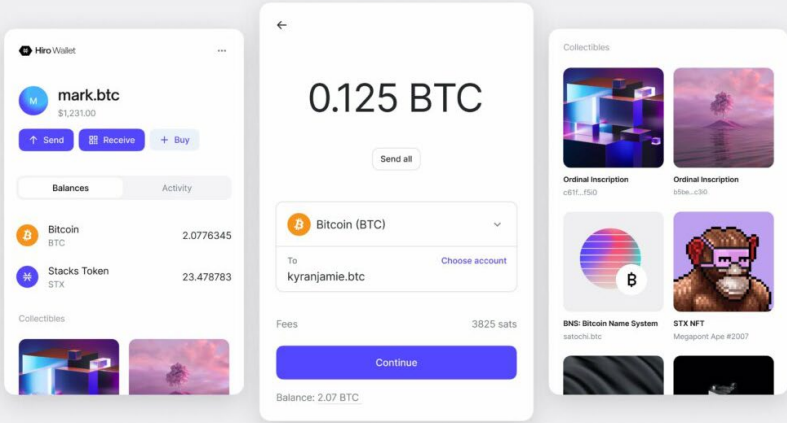 Hiro Wallet
...
M
mark.btc
$1,231.00
Send
Receive
+ Buy
Balances
Activity
Bitcoin
BTC
2.0776345
Stacks Token
STX
23.478783
Collectibles
←
0.125 BTC
Send all
Bitcoin (BTC)
To
Choose account
kyranjamie.btc
Fees
3825 sats
Continue
Balance: 2.07 BTC
Collectibles
Ordinal Inscription
c61f...f5i0
Ordinal Inscription
b5be...c3i0
BNS: Bitcoin Name System
satochi.btc
STX NFT
Megapont Ape #2007